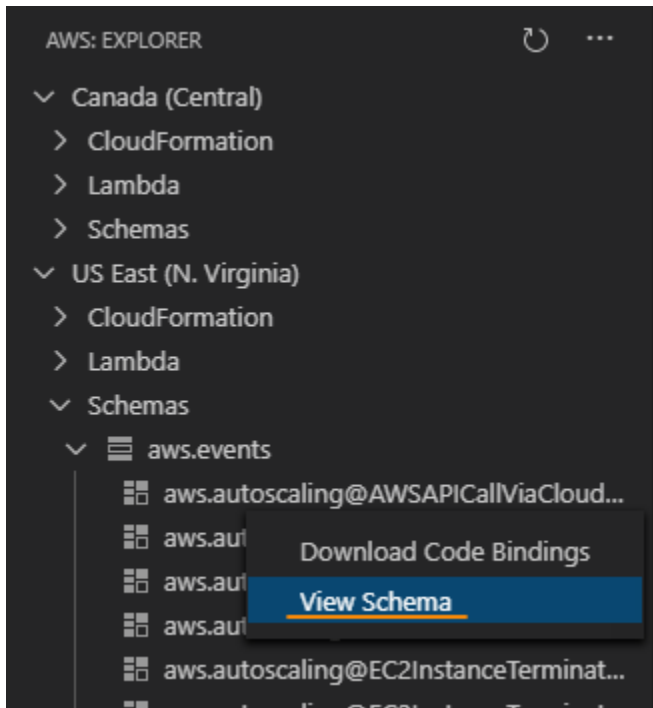 AWS: EXPLORER
Canada (Central)
CloudFormation
Lambda
Schemas
US East (N. Virginia)
CloudFormation
Lambda
Schemas
aws.events
aws.autoscaling@AWSAPICallViaCloud...
aws.aut
Download Code Bindings
aws.aut
View Schema
aws.aut
aws.autoscaling@EC2InstanceTerminat...